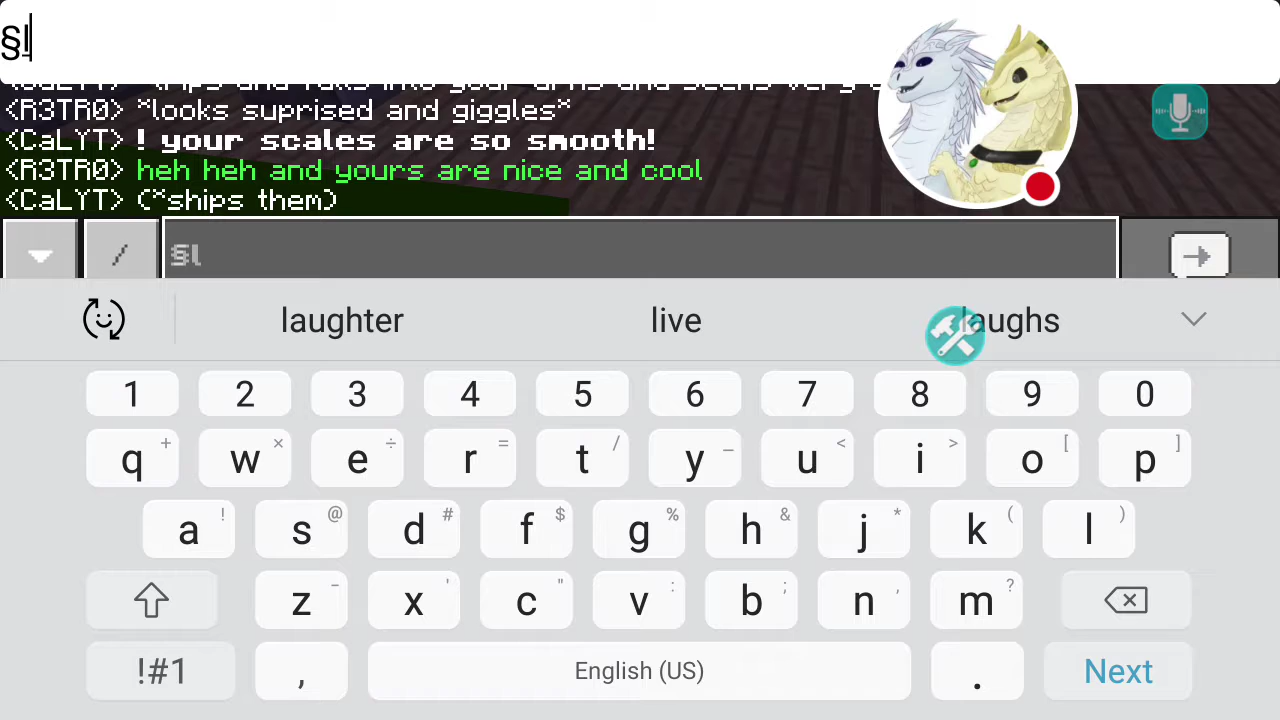 §l
<R3TR0> *looks suprised and giggles*
<CaLYT> ! your scales are so smooth!
<R3TR0> heh heh and yours are nice and cool
<CaLYT> (*ships them)
/ §l
laughter live laughs
1 2 3 4 5 6 7 8 9 0
q + w × e ÷ r = t / y _ u < i > o [ p ]
a ! s @ d # f $ g % h & j * k ( l )
z - x ' c " v : b ; n , m ?
!#1 , English (US) . Next